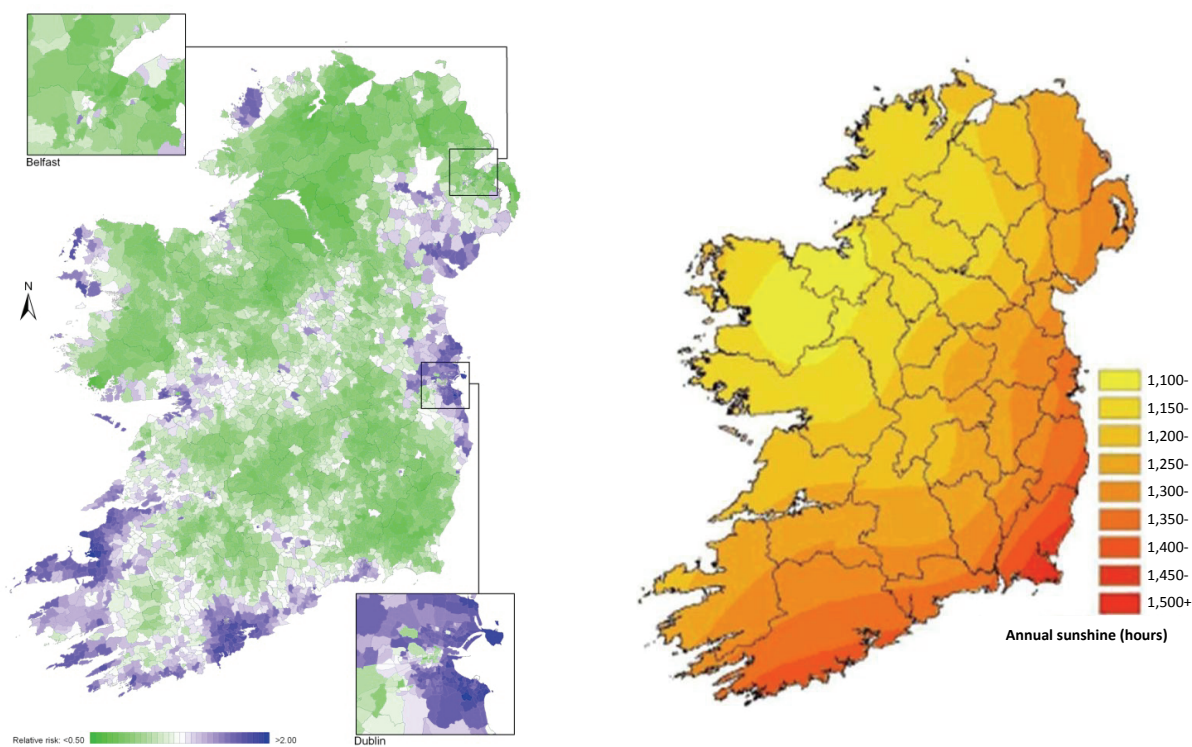 Belfast
N
Relative risk: <0.50
>2.00
Dublin
1,100-
1,150-
1,200-
1,250-
1,300-
1,350-
1,400-
1,450-
1,500+
Annual sunshine (hours)